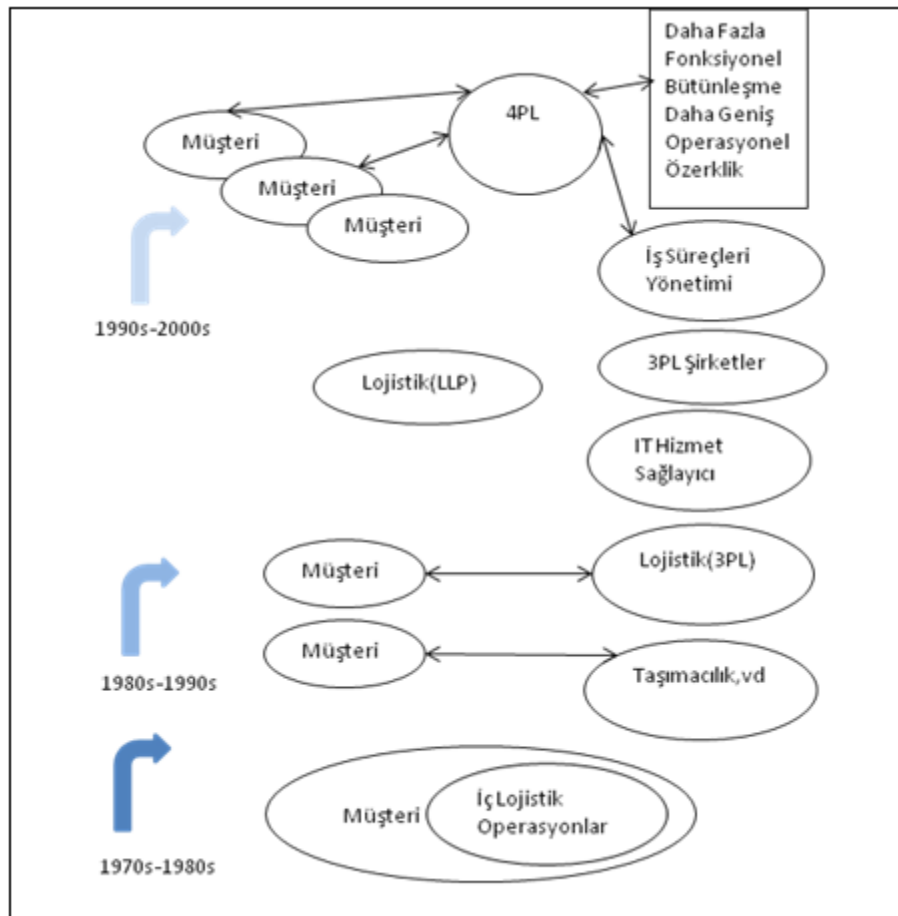 Daha Fazla
Fonksiyonel
Bütünleşme
Daha Geniş
Operasyonel
Özerklik
4PL
Müşteri
Müşteri
Müşteri
İş Süreçleri
Yönetimi
1990s-2000s
3PL Şirketler
Lojistik(LLP)
IT Hizmet
Sağlayıcı
Müşteri
Lojistik(3PL)
Müşteri
Taşımacılık,vd
1980s-1990s
Müşteri
İç Lojistik
Operasyonlar
1970s-1980s